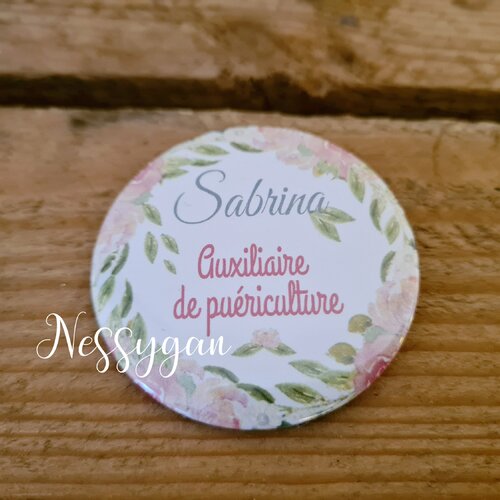 Sabrina
Auxiliaire
de puériculture
Nessygan